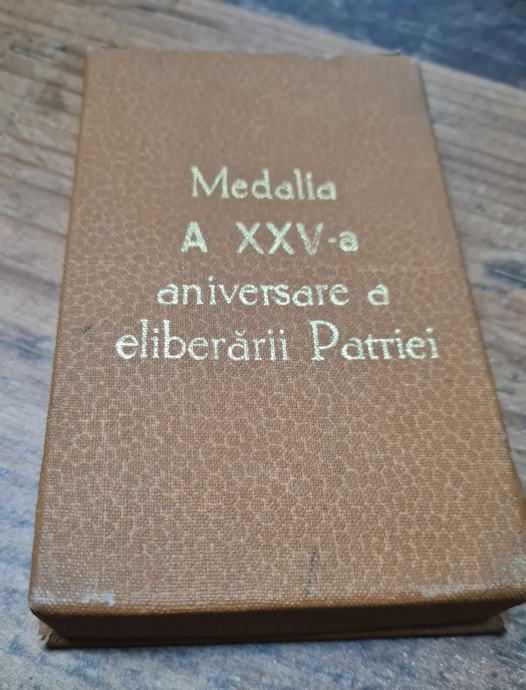 Medalia
A XXV-a
aniversare a
eliberării Patriei